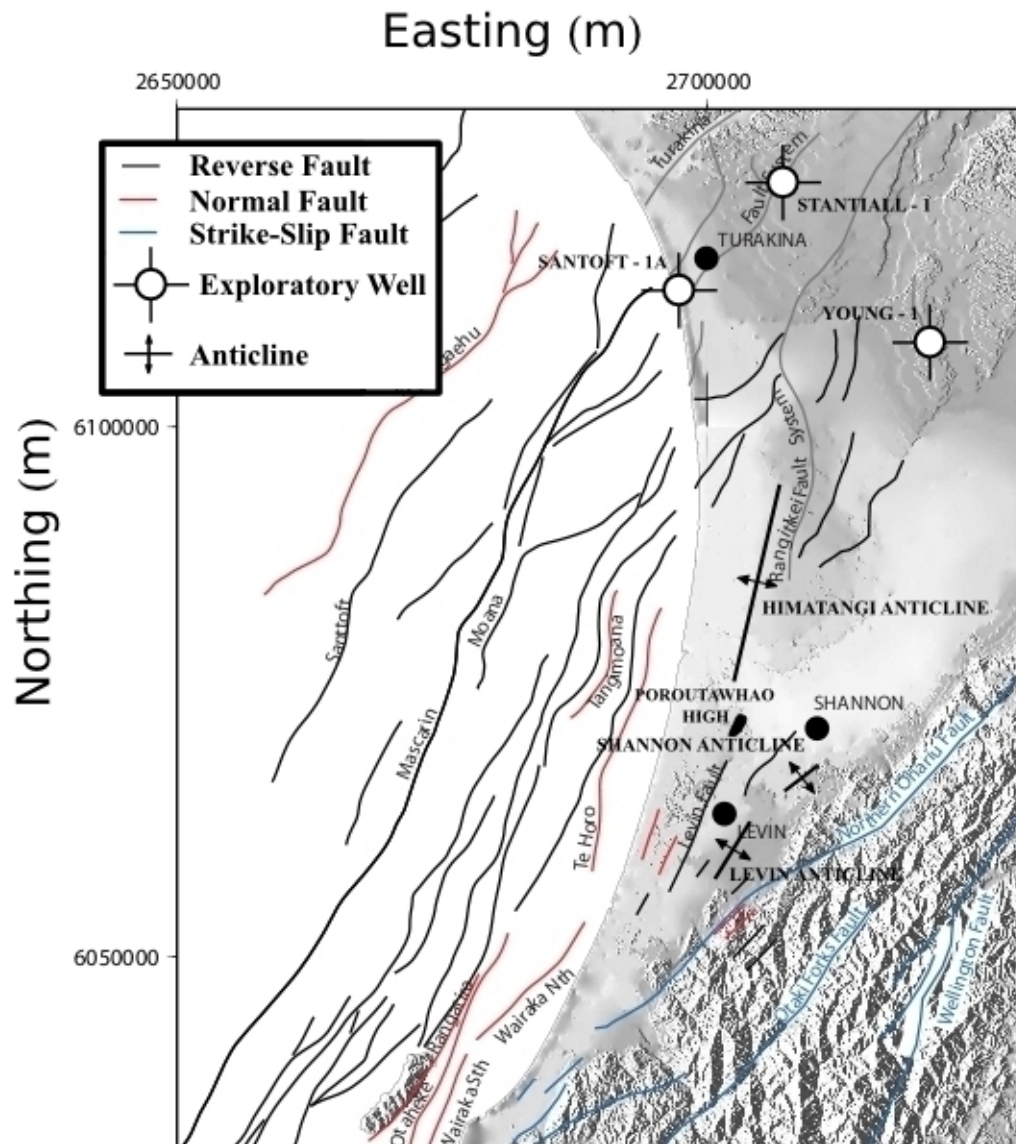 Easting (m)
2650000
2700000
Northing (m)
6100000
6050000
Reverse Fault
Normal Fault
Strike-Slip Fault
Exploratory Well
Anticline
Turakina
Fault System
STANTIALL - 1
TURAKINA
SANTOFT - 1A
YOUNG - 1
aehu
Rangitikei Fault System
HIMATANGI ANTICLINE
Santtoft
Moana
Mascarin
Tangimoana
POROUTAWHAO
HIGH
SHANNON
SHANNON ANTICLINE
Levin Fault
LEVIN
LEVIN ANTICLINE
Te Horo
Northern Ohariu Fault
Otaki Forks Fault
Wellington Fault
Wairaka Nth
Wairaka Sth
Otaheke